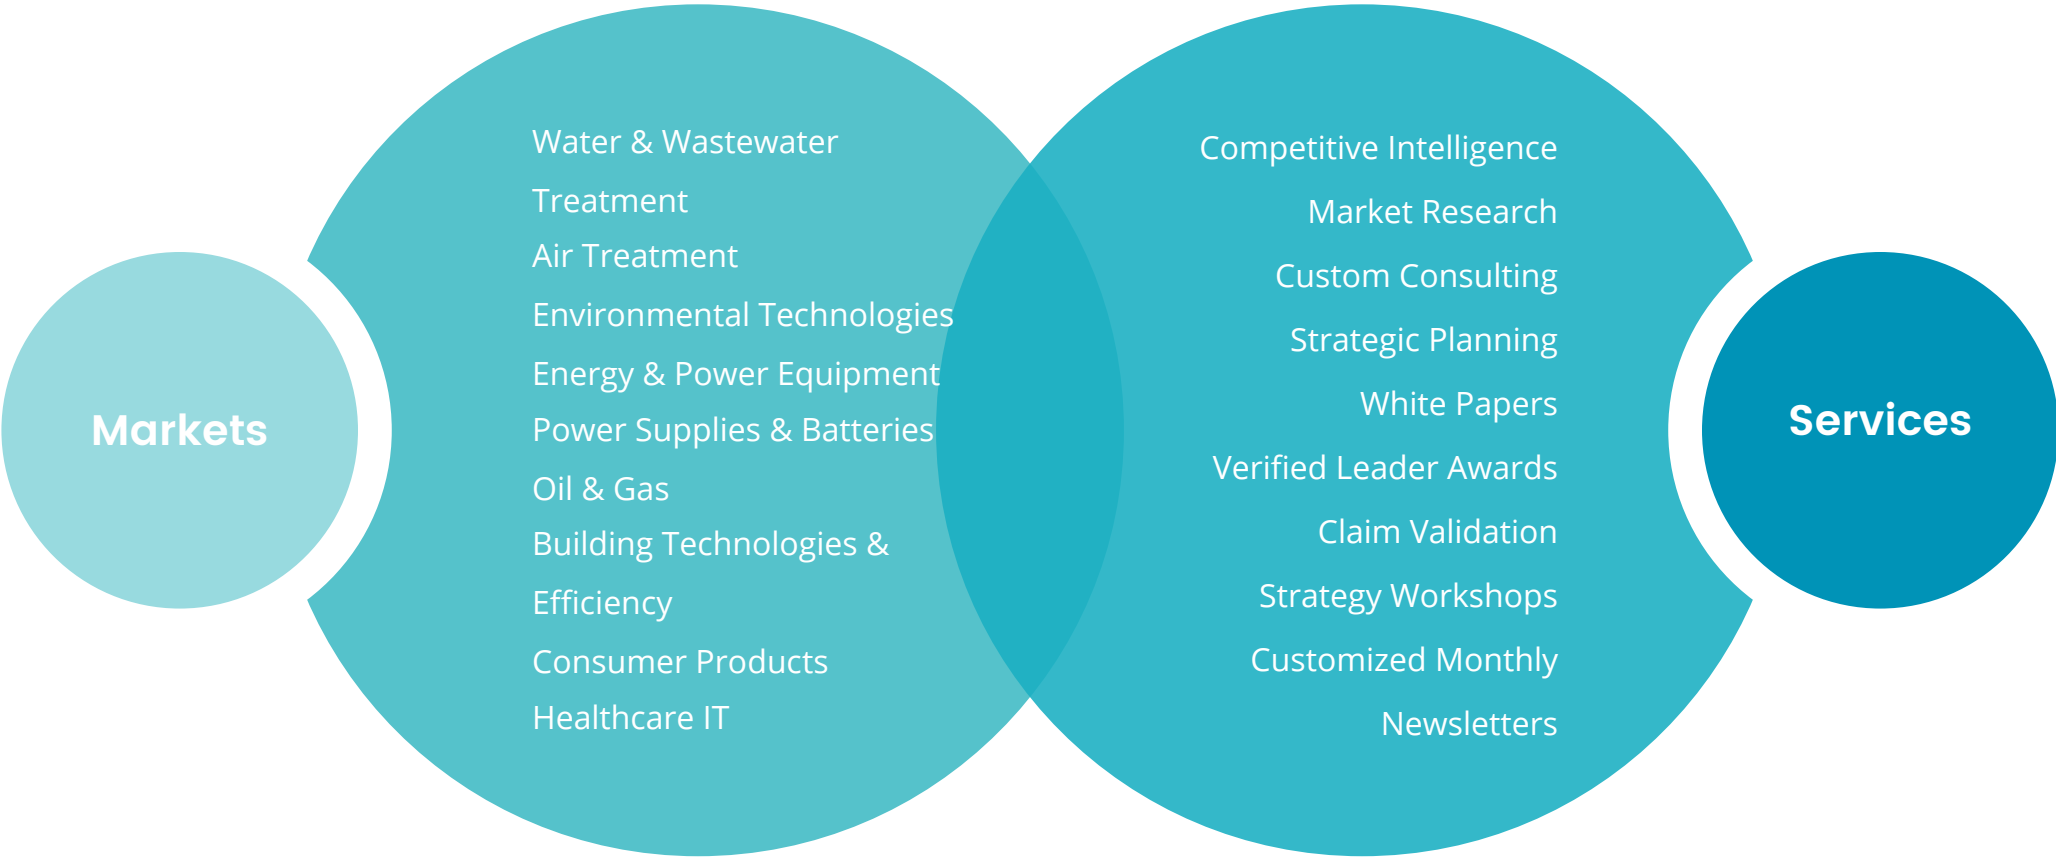 Markets
Water & Wastewater
Treatment
Air Treatment
Environmental Technologies
Energy & Power Equipment
Power Supplies & Batteries
Oil & Gas
Building Technologies &
Efficiency
Consumer Products
Healthcare IT
Competitive Intelligence
Market Research
Custom Consulting
Strategic Planning
White Papers
Verified Leader Awards
Claim Validation
Strategy Workshops
Customized Monthly
Newsletters
Services